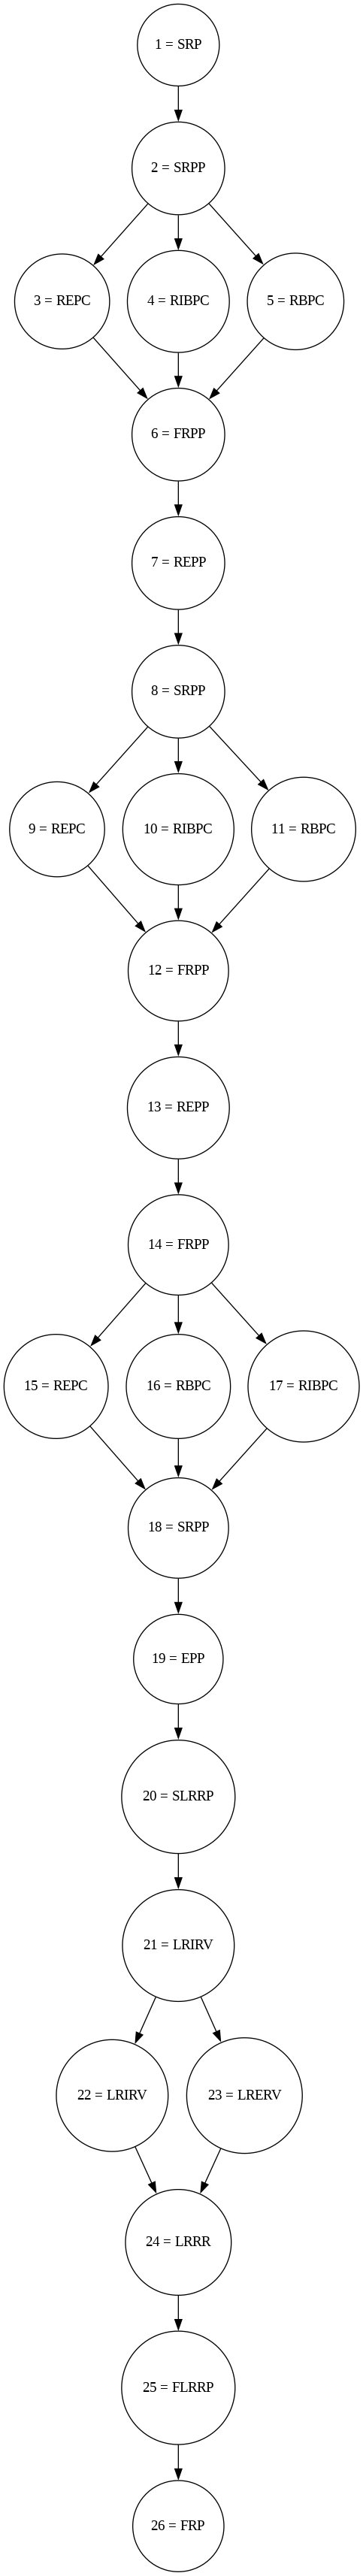 1 = SRP
2 = SRPP
3 = REPC
4 = RIBPC
5 = RBPC
6 = FRPP
7 = REPP
8 = SRPP
9 = REPC
10 = RIBPC
11 = RBPC
12 = FRPP
13 = REPP
14 = FRPP
15 = REPC
16 = RBPC
17 = RIBPC
18 = SRPP
19 = EPP
20 = SLRRP
21 = LRIRV
22 = LRIRV
23 = LRERV
24 = LRRR
25 = FLRRP
26 = FRP